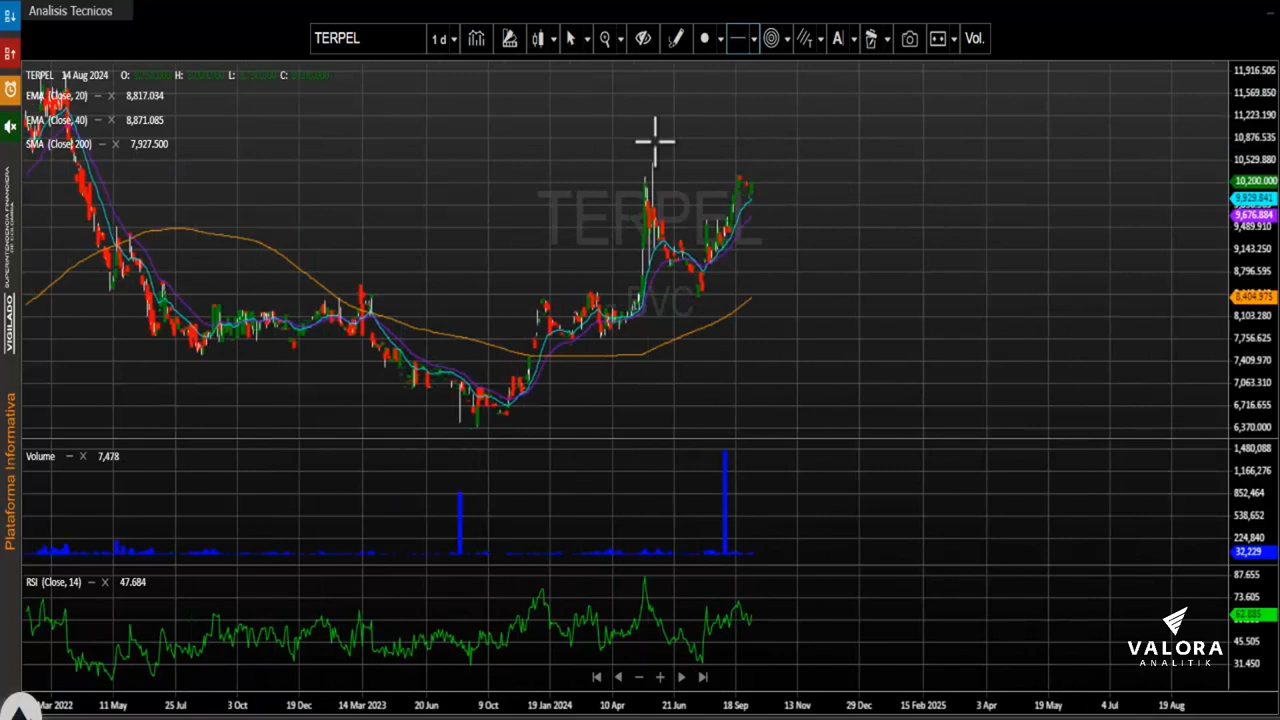 Analisis Tecnicos
TERPEL
1 d
Vol.
TERPEL 14 Aug 2024 O: H: L: C:
EMA (Close, 20) 8,817.034
EMA (Close, 40) 8,871.085
SMA (Close, 200) 7,927.500
TERPEL
BVC
11,916.505
11,569.850
11,223.190
10,876.535
10,529.880
10,200.000
9,929.841
9,676.884
9,489.910
9,143.250
8,796.595
8,404.975
8,103.280
7,756.625
7,409.970
7,063.310
6,716.655
6,370.000
Volume 7,478
1,480,088
1,166,276
852,464
538,652
224,840
32,229
RSI (Close, 14) 47.684
87.655
73.605
62.885
45.505
31.450
Mar 2022 11 May 25 Jul 3 Oct 19 Dec 14 Mar 2023 20 Jun 9 Oct 19 Jan 2024 10 Apr 21 Jun 18 Sep 13 Nov 29 Dec 15 Feb 2025 3 Apr 19 May 4 Jul 19 Aug
VIGILADO
SUPERINTENDENCIA FINANCIERA
DE COLOMBIA
Plataforma Informativa
VALORA
ANALITIK